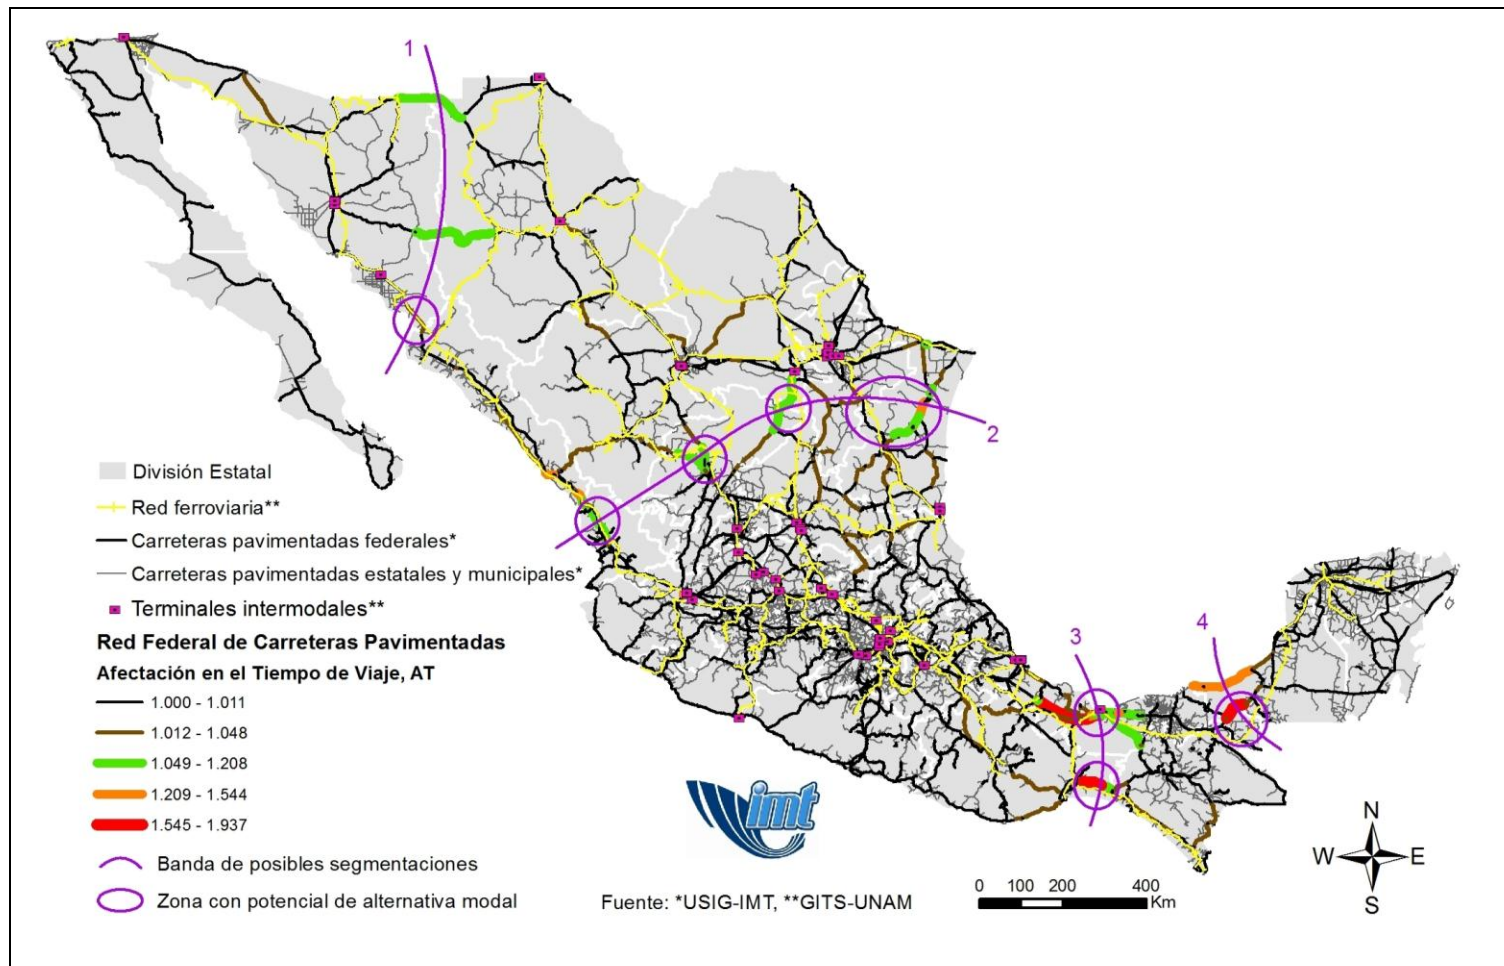 1
2
3
4
División Estatal
Red ferroviaria**
Carreteras pavimentadas federales*
Carreteras pavimentadas estatales y municipales*
Terminales intermodales**
Red Federal de Carreteras Pavimentadas
Afectación en el Tiempo de Viaje, AT
1.000 - 1.011
1.012 - 1.048
1.049 - 1.208
1.209 - 1.544
1.545 - 1.937
Banda de posibles segmentaciones
Zona con potencial de alternativa modal
imt
Fuente: *USIG-IMT, **GITS-UNAM
0 100 200 400
Km
N
W E
S